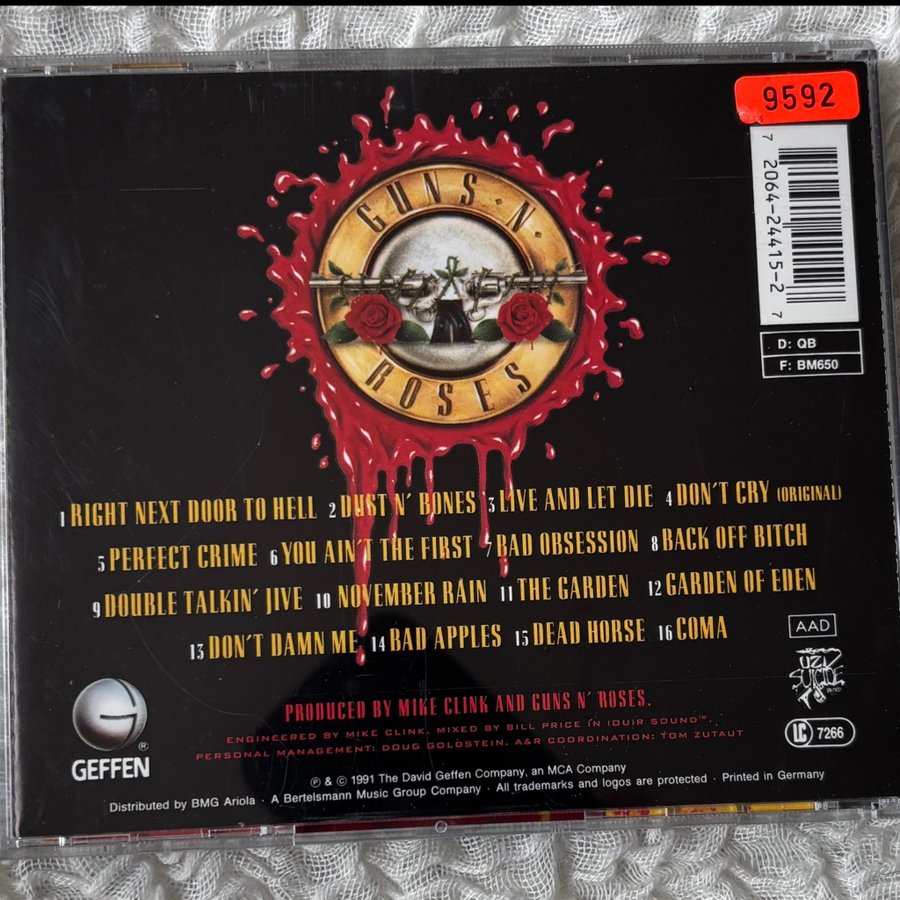 9592
7 2064-24415-2 7
D: QB
F: BM650
GUNS N' ROSES
1 RIGHT NEXT DOOR TO HELL 2 DUST N' BONES 3 LIVE AND LET DIE 4 DON'T CRY (ORIGINAL)
5 PERFECT CRIME 6 YOU AIN'T THE FIRST 7 BAD OBSESSION 8 BACK OFF BITCH
9 DOUBLE TALKIN' JIVE 10 NOVEMBER RAIN 11 THE GARDEN 12 GARDEN OF EDEN
13 DON'T DAMN ME 14 BAD APPLES 15 DEAD HORSE 16 COMA
AAD
UZI SUICIDE
PRODUCED BY MIKE CLINK AND GUNS N' ROSES.
ENGINEERED BY MIKE CLINK. MIXED BY BILL PRICE IN (OU)R SOUND™.
PERSONAL MANAGEMENT: DOUG GOLDSTEIN. A&R COORDINATION: TOM ZUTAUT
LC 7266
G ®
GEFFEN
℗ & © 1991 The David Geffen Company, an MCA Company
Distributed by BMG Ariola · A Bertelsmann Music Group Company · All trademarks and logos are protected · Printed in Germany